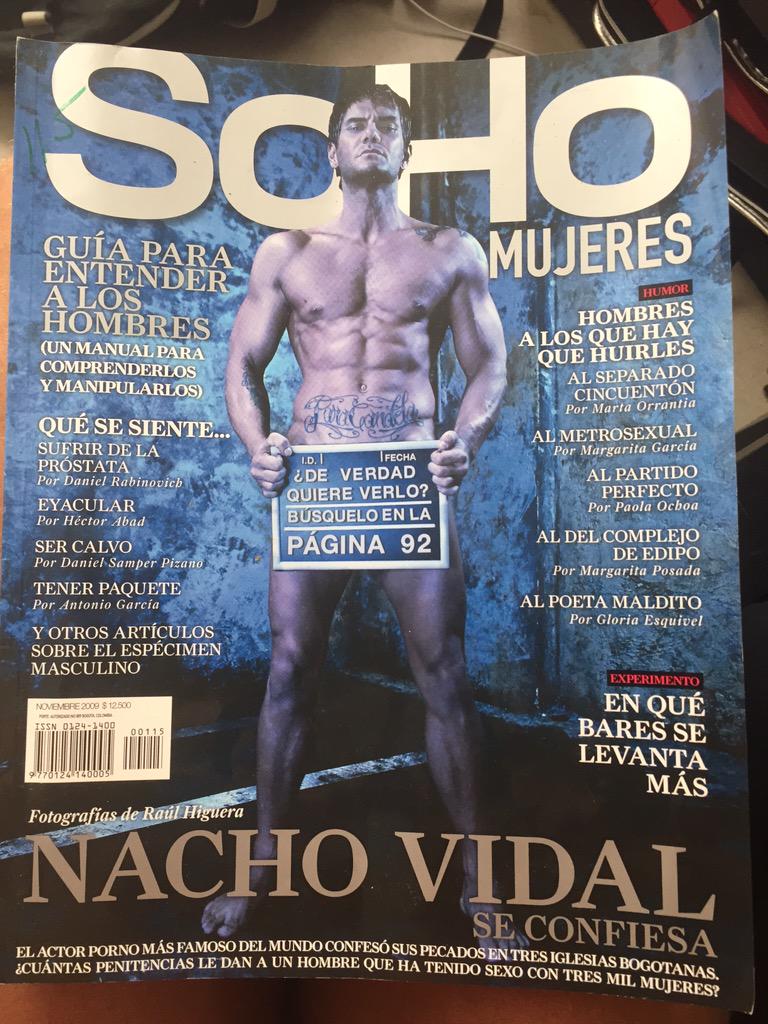 115
SoHo
MUJERES
GUÍA PARA
ENTENDER
A LOS
HOMBRES
(UN MANUAL PARA
COMPRENDERLOS
Y MANIPULARLOS)
QUÉ SE SIENTE...
SUFRIR DE LA
PRÓSTATA
Por Daniel Rabinovich
EYACULAR
Por Héctor Abad
SER CALVO
Por Daniel Samper Pizano
TENER PAQUETE
Por Antonio García
Y OTROS ARTÍCULOS
SOBRE EL ESPÉCIMEN
MASCULINO
HUMOR
HOMBRES
A LOS QUE HAY
QUE HUIRLES
AL SEPARADO
CINCUENTÓN
Por Marta Orrantia
AL METROSEXUAL
Por Margarita García
AL PARTIDO
PERFECTO
Por Paola Ochoa
AL DEL COMPLEJO
DE EDIPO
Por Margarita Posada
AL POETA MALDITO
Por Gloria Esquivel
EXPERIMENTO
EN QUÉ
BARES SE
LEVANTA
MÁS
I.D. FECHA
¿DE VERDAD
QUIERE VERLO?
BÚSQUELO EN LA
PÁGINA 92
NOVIEMBRE 2009 $ 12.500
ISSN 0124-1400
00115
9 770124 140005
Fotografías de Raúl Higuera
NACHO VIDAL
SE CONFIESA
EL ACTOR PORNO MÁS FAMOSO DEL MUNDO CONFESÓ SUS PECADOS EN TRES IGLESIAS BOGOTANAS.
¿CUÁNTAS PENITENCIAS LE DAN A UN HOMBRE QUE HA TENIDO SEXO CON TRES MIL MUJERES?